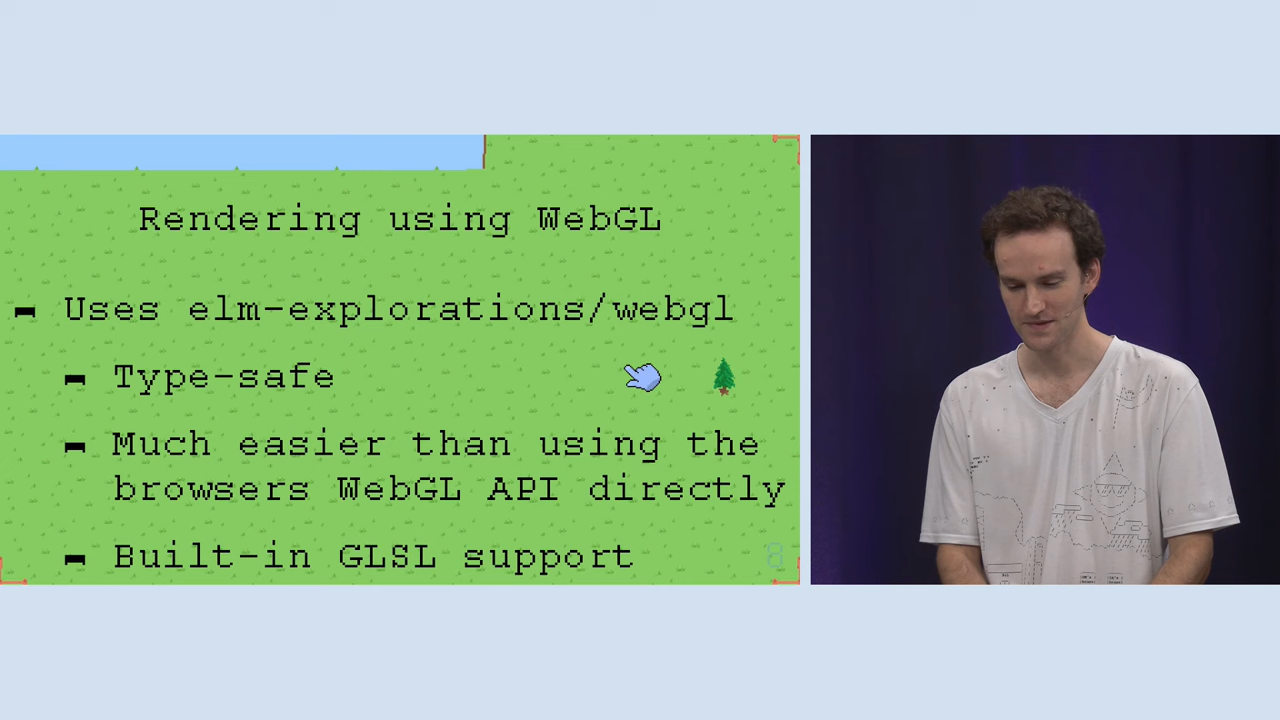 Rendering using WebGL
▬ Uses elm-explorations/webgl
▬ Type-safe
▬ Much easier than using the
browsers WebGL API directly
▬ Built-in GLSL support
8